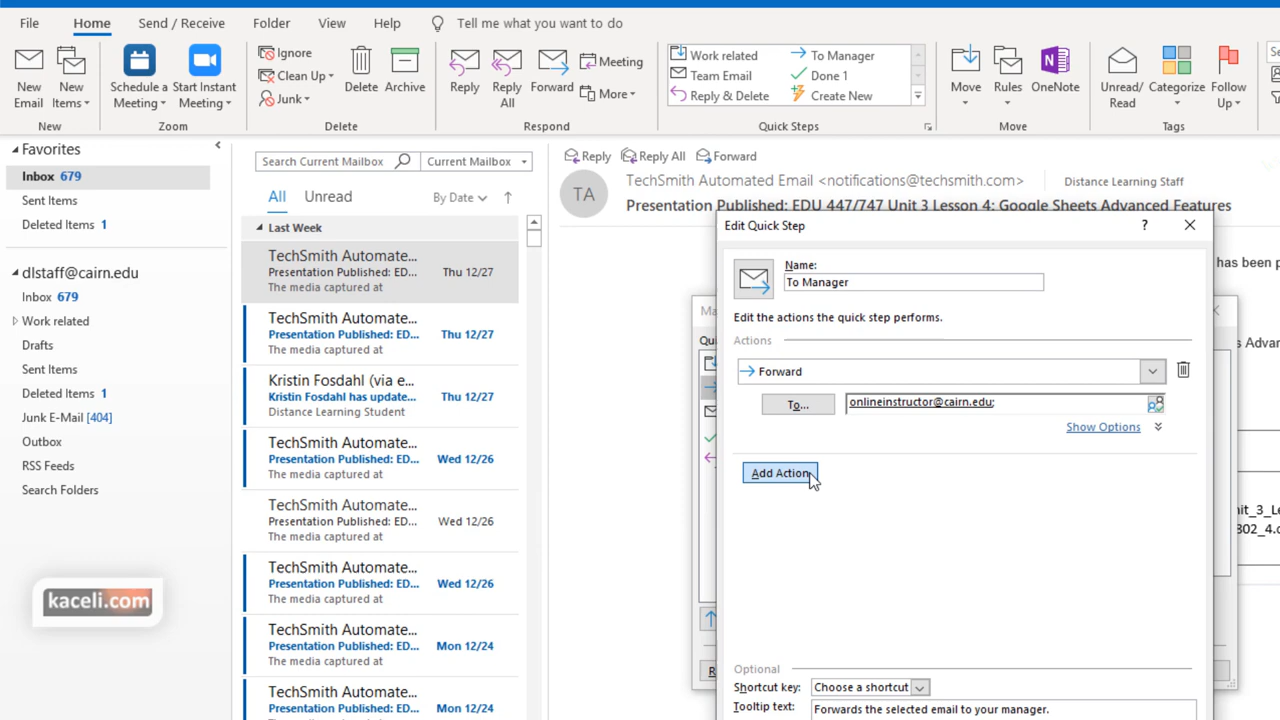 File Home Send / Receive Folder View Help Tell me what you want to do
New Email
New Items
New
Schedule a Meeting
Start Instant Meeting
Zoom
Ignore
Clean Up
Junk
Delete
Archive
Delete
Reply
Reply All
Forward
Meeting
More
Respond
Work related
Team Email
Reply & Delete
To Manager
Done 1
Create New
Quick Steps
Move
Rules
OneNote
Move
Unread/ Read
Categorize
Follow Up
Tags
Favorites
Inbox 679
Sent Items
Deleted Items 1
dlstaff@cairn.edu
Inbox 679
Work related
Drafts
Sent Items
Deleted Items 1
Junk E-Mail [404]
Outbox
RSS Feeds
Search Folders
kaceli.com
Search Current Mailbox Current Mailbox
All Unread By Date
Last Week
TechSmith Automate...
Presentation Published: ED... Thu 12/27
The media captured at
TechSmith Automate...
Presentation Published: ED... Thu 12/27
The media captured at
Kristin Fosdahl (via e...
Kristin Fosdahl has update... Thu 12/27
Distance Learning Student
TechSmith Automate...
Presentation Published: ED... Wed 12/26
The media captured at
TechSmith Automate...
Presentation Published: ED... Wed 12/26
The media captured at
TechSmith Automate...
Presentation Published: ED... Wed 12/26
The media captured at
TechSmith Automate...
Presentation Published: ED... Mon 12/24
The media captured at
TechSmith Automate...
Presentation Published: ED... Mon 12/24
Reply Reply All Forward
TA
TechSmith Automated Email <notifications@techsmith.com> Distance Learning Staff
Presentation Published: EDU 447/747 Unit 3 Lesson 4: Google Sheets Advanced Features
has been p
Edit Quick Step ?
Name:
To Manager
Edit the actions the quick step performs.
Actions
Forward
To... onlineinstructor@cairn.edu;
Show Options
Add Action
Optional
Shortcut key: Choose a shortcut
Tooltip text: Forwards the selected email to your manager.